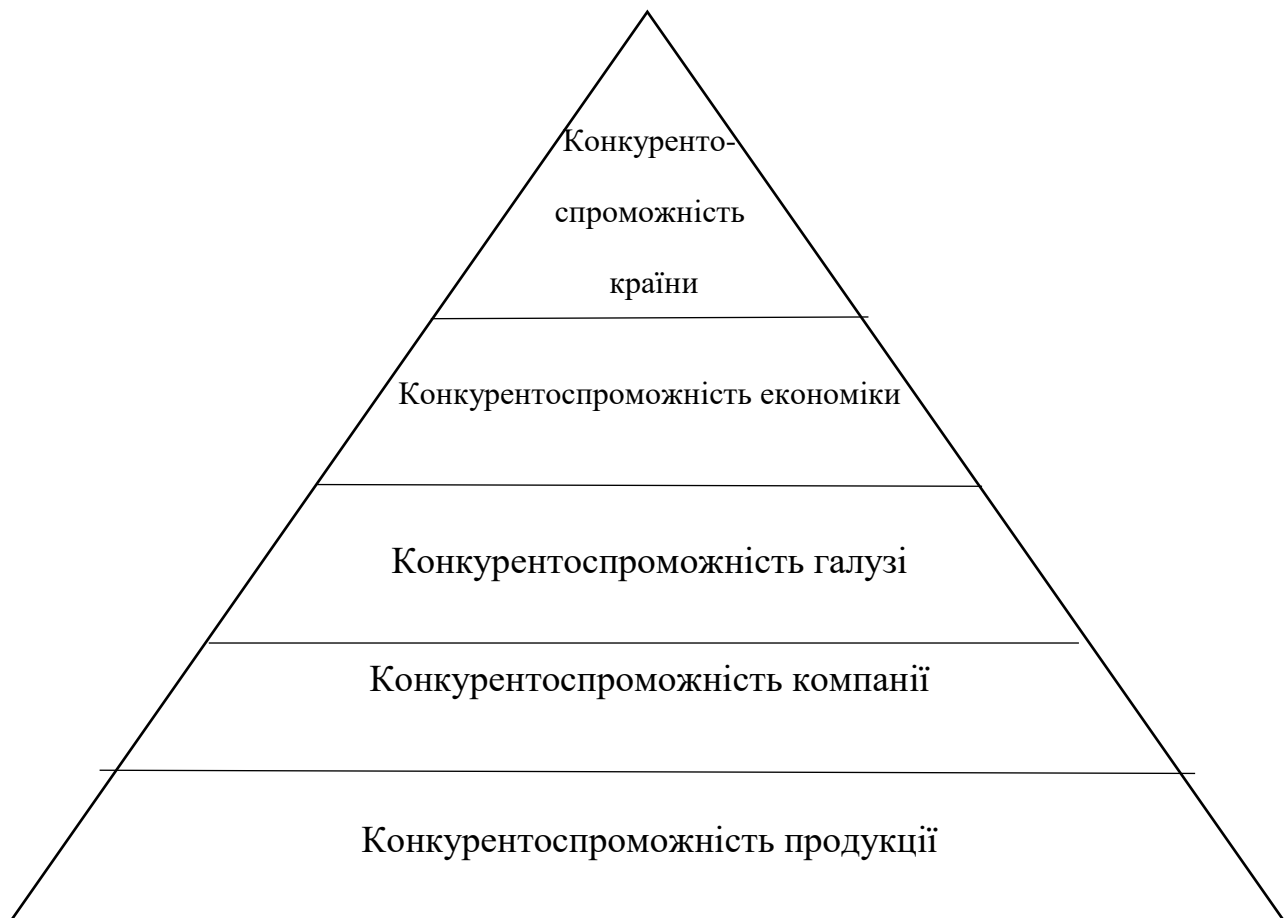 Конкуренто-
спроможність
країни
Конкурентоспроможність економіки
Конкурентоспроможність галузі
Конкурентоспроможність компанії
Конкурентоспроможність продукції